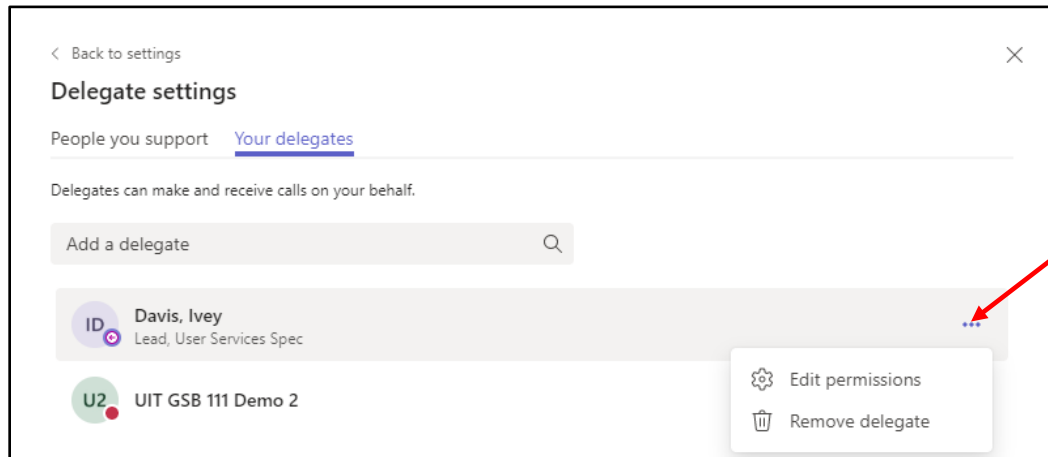 < Back to settings
Delegate settings
People you support Your delegates
Delegates can make and receive calls on your behalf.
Add a delegate
ID Davis, Ivey
Lead, User Services Spec
Edit permissions
U2 UIT GSB 111 Demo 2
Remove delegate